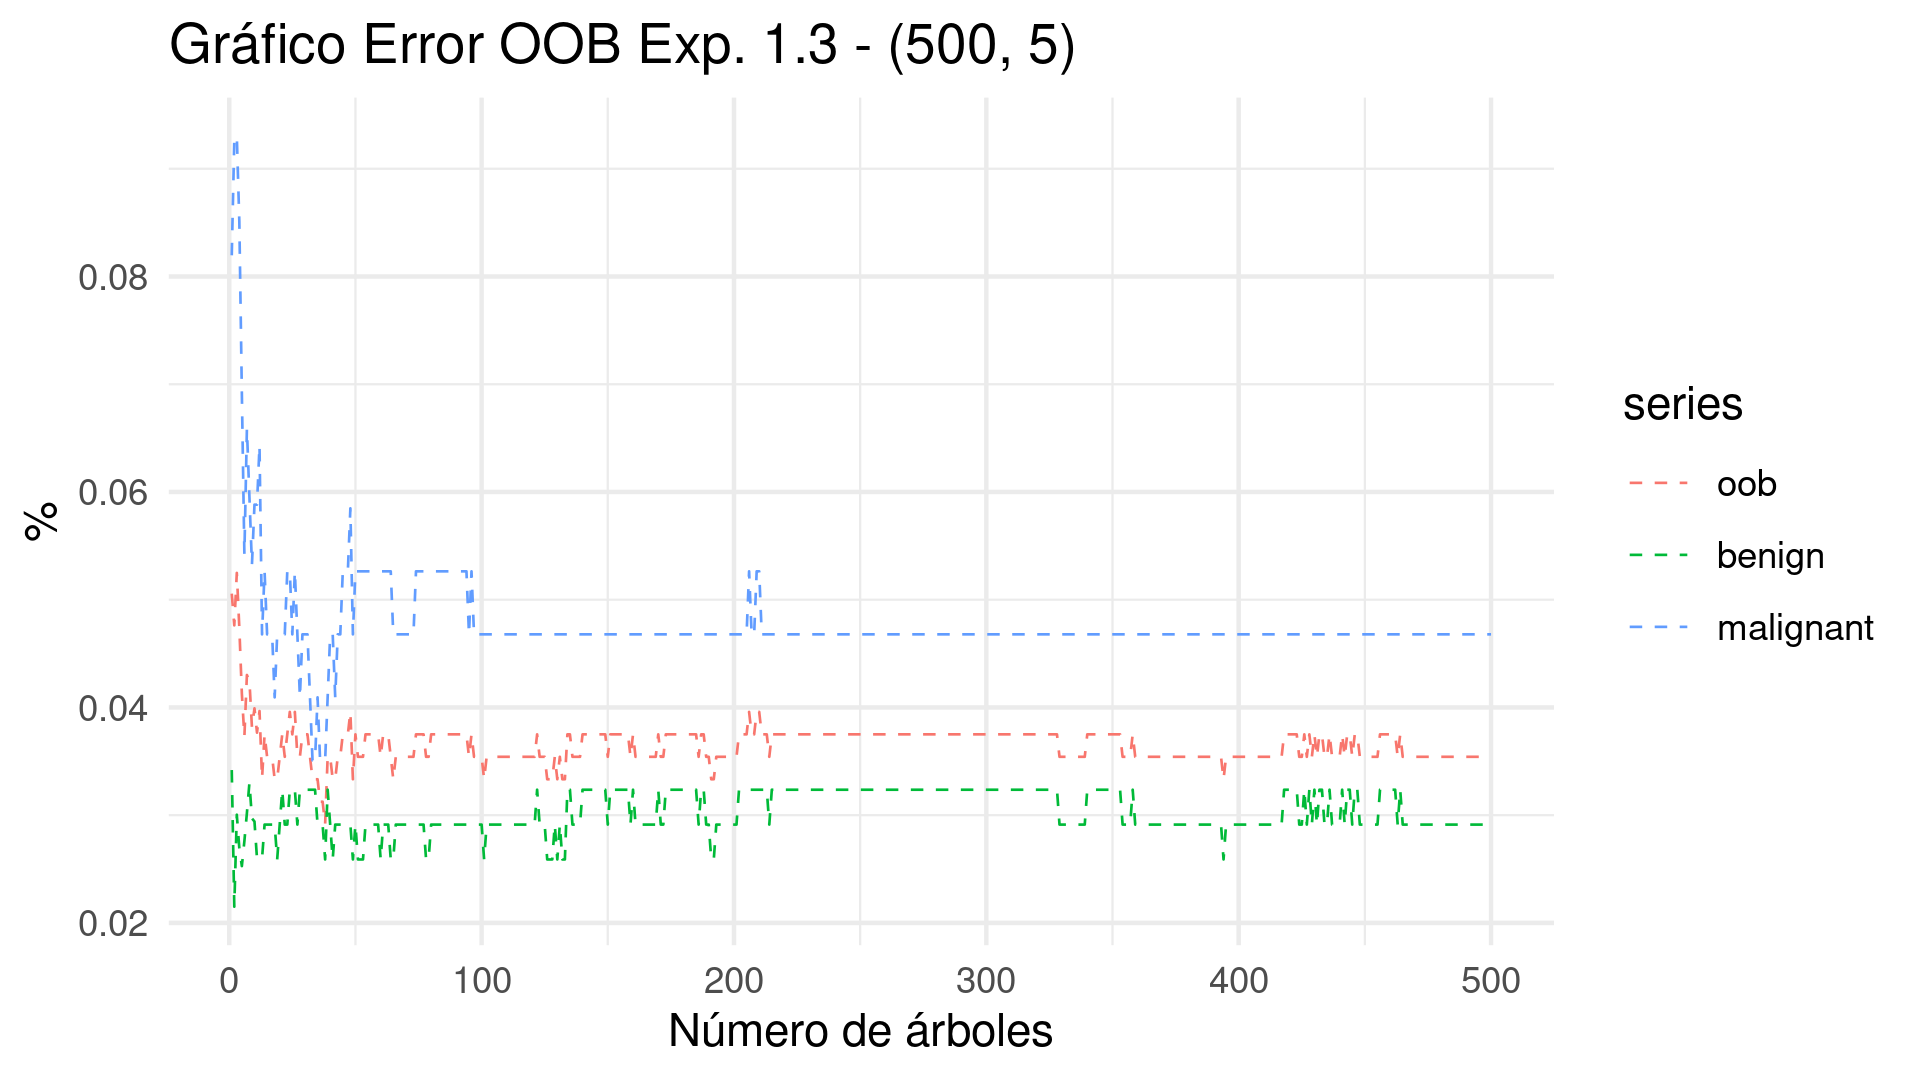 Gráfico Error OOB Exp. 1.3 - (500, 5)
%
0.08
0.06
0.04
0.02
0 100 200 300 400 500
Número de árboles
series
oob
benign
malignant